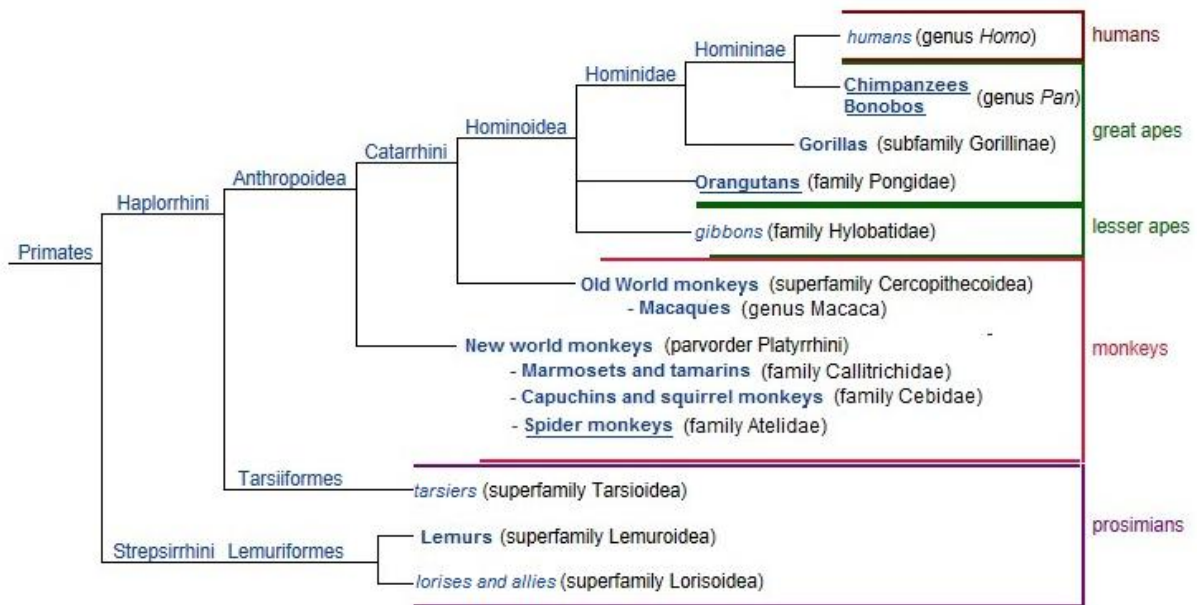 humans (genus Homo)
humans
Homininae
Chimpanzees
Bonobos
(genus Pan)
Hominidae
great apes
Hominoidea
Gorillas (subfamily Gorillinae)
Catarrhini
Orangutans (family Pongidae)
Anthropoidea
Haplorrhini
gibbons (family Hylobatidae)
lesser apes
Primates
Old World monkeys (superfamily Cercopithecoidea)
- Macaques (genus Macaca)
New world monkeys (parvorder Platyrrhini)
monkeys
- Marmosets and tamarins (family Callitrichidae)
- Capuchins and squirrel monkeys (family Cebidae)
- Spider monkeys (family Atelidae)
Tarsiiformes
tarsiers (superfamily Tarsioidea)
prosimians
Lemurs (superfamily Lemuroidea)
Strepsirrhini Lemuriformes
lorises and allies (superfamily Lorisoidea)